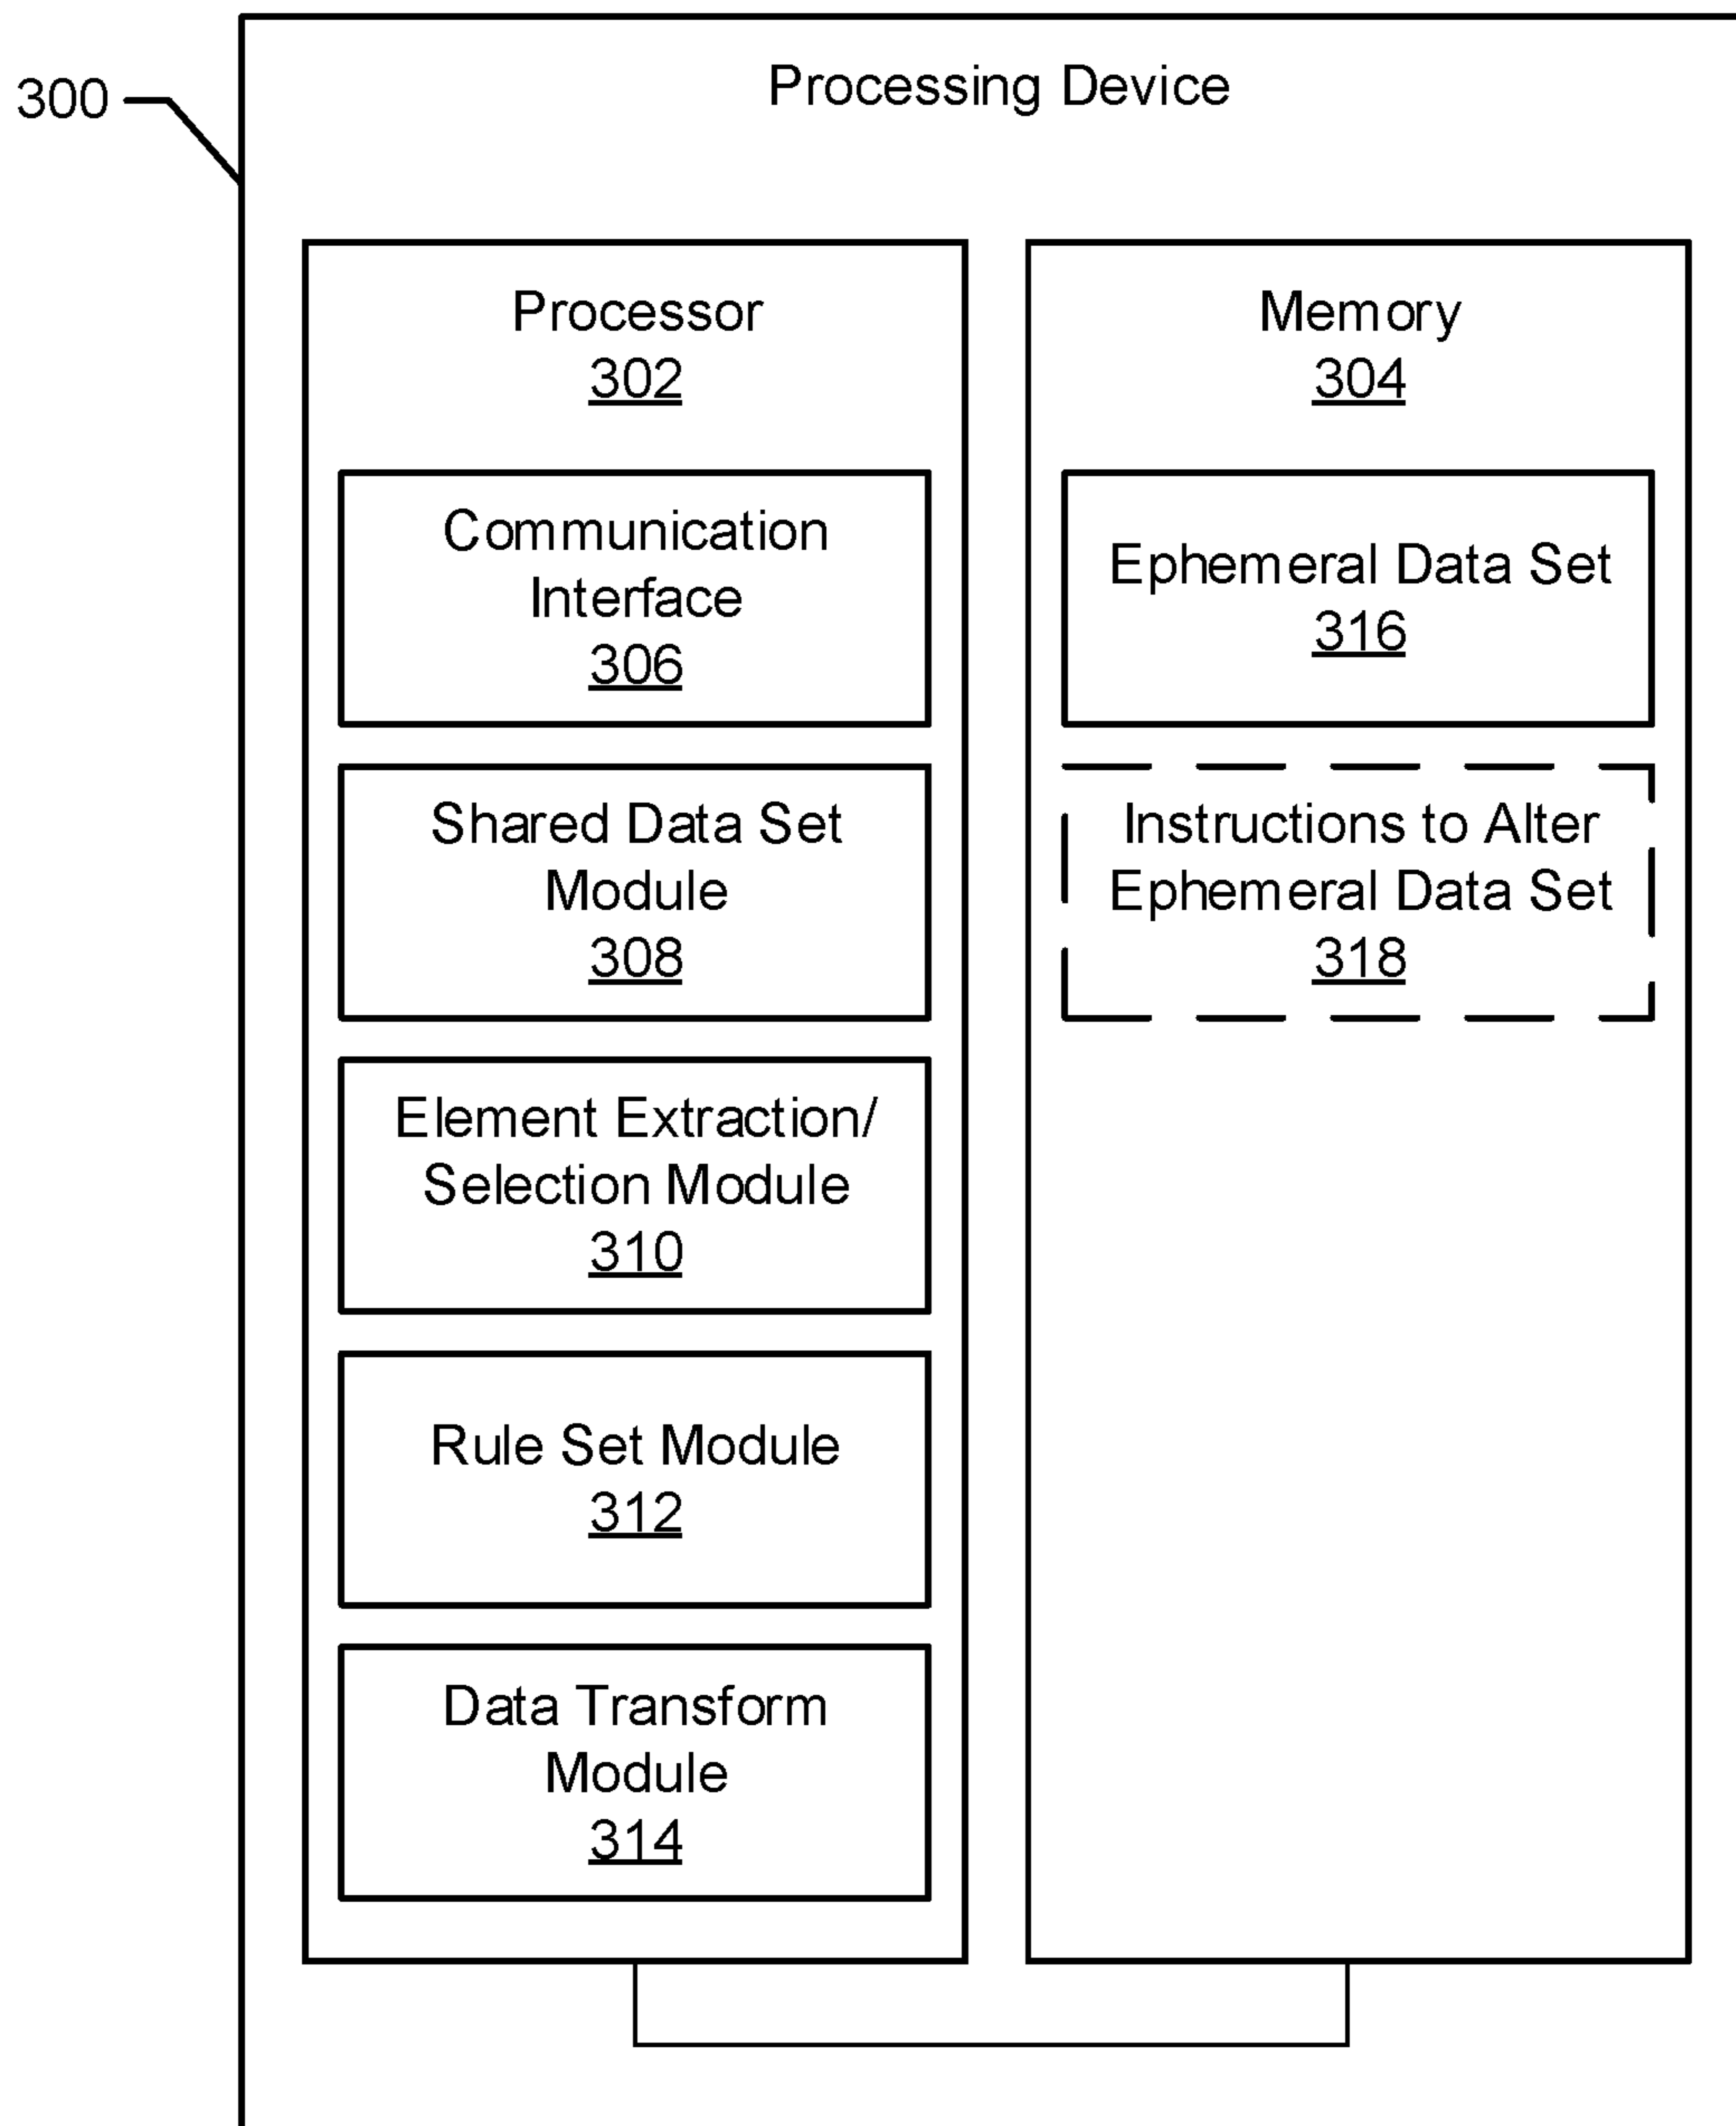 Processing Device
300
Processor
302
Communication
Interface
306
Shared Data Set
Module
308
Element Extraction/
Selection Module
310
Rule Set Module
312
Data Transform
Module
314
Memory
304
Ephemeral Data Set
316
Instructions to Alter
Ephemeral Data Set
318